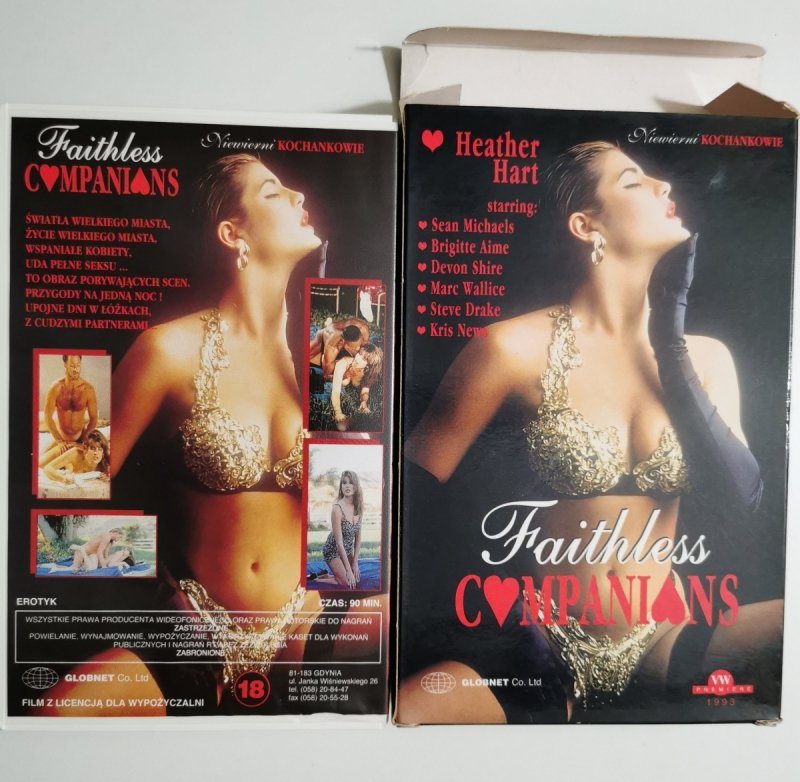 Faithless
COMPANIONS
Niewierni KOCHANKOWIE
ŚWIATŁA WIELKIEGO MIASTA,
ŻYCIE WIELKIEGO MIASTA,
WSPANIAŁE KOBIETY,
UDA PEŁNE SEKSU ...
TO OBRAZ PORYWAJĄCYCH SCEN.
PRZYGODY NA JEDNĄ NOC !
UPOJNE DNI W ŁÓŻKACH,
Z CUDZYMI PARTNERAMI
EROTYK
CZAS: 90 MIN.
WSZYSTKIE PRAWA PRODUCENTA WIDEOFONICZNEGO ORAZ PRAWA AUTORSKIE DO NAGRAŃ
ZASTRZEŻONE
POWIELANIE, WYNAJMOWANIE, WYPOŻYCZANIE, KASET DLA WYKONAŃ
PUBLICZNYCH I NAGRAŃ
ZABRONIONE
GLOBNET Co. Ltd
18
81-183 GDYNIA
ul. Janka Wiśniewskiego 26
tel. (058) 20-84-47
fax (058) 20-55-28
FILM Z LICENCJĄ DLA WYPOŻYCZALNI
Heather
Hart
Niewierni KOCHANKOWIE
starring:
Sean Michaels
Brigitte Aime
Devon Shire
Marc Wallice
Steve Drake
Kris News
Faithless
COMPANIONS
GLOBNET Co. Ltd
VW
PREMIERE
1993